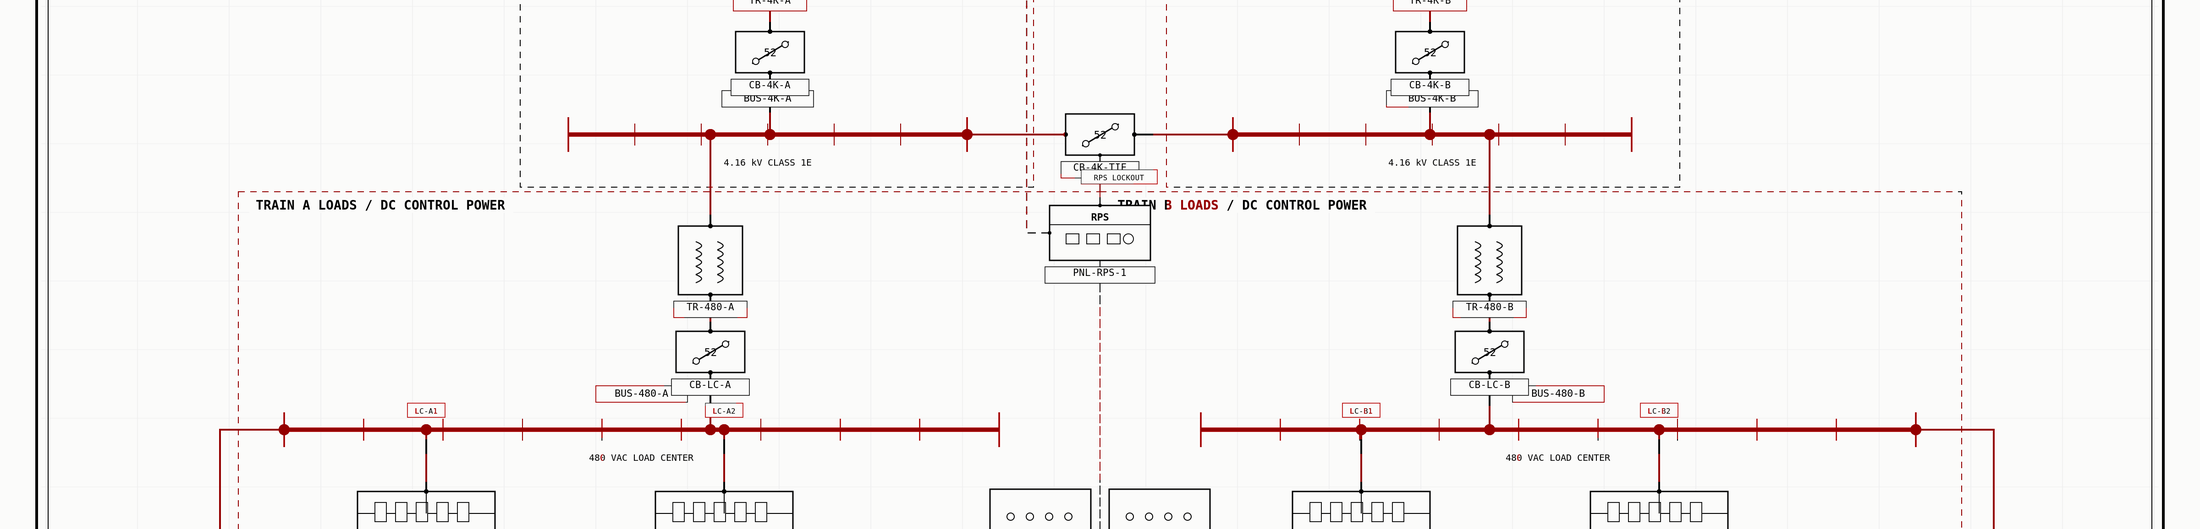 TR-4K-A
TR-4K-B
52
52
CB-4K-A
BUS-4K-A
CB-4K-B
BUS-4K-B
52
4.16 kV CLASS 1E
CB-4K-TIE
4.16 kV CLASS 1E
RPS LOCKOUT
TRAIN A LOADS / DC CONTROL POWER
TRAIN B LOADS / DC CONTROL POWER
RPS
PNL-RPS-1
TR-480-A
TR-480-B
52
52
CB-LC-A
BUS-480-A
CB-LC-B
BUS-480-B
LC-A1
LC-A2
LC-B1
LC-B2
480 VAC LOAD CENTER
480 VAC LOAD CENTER